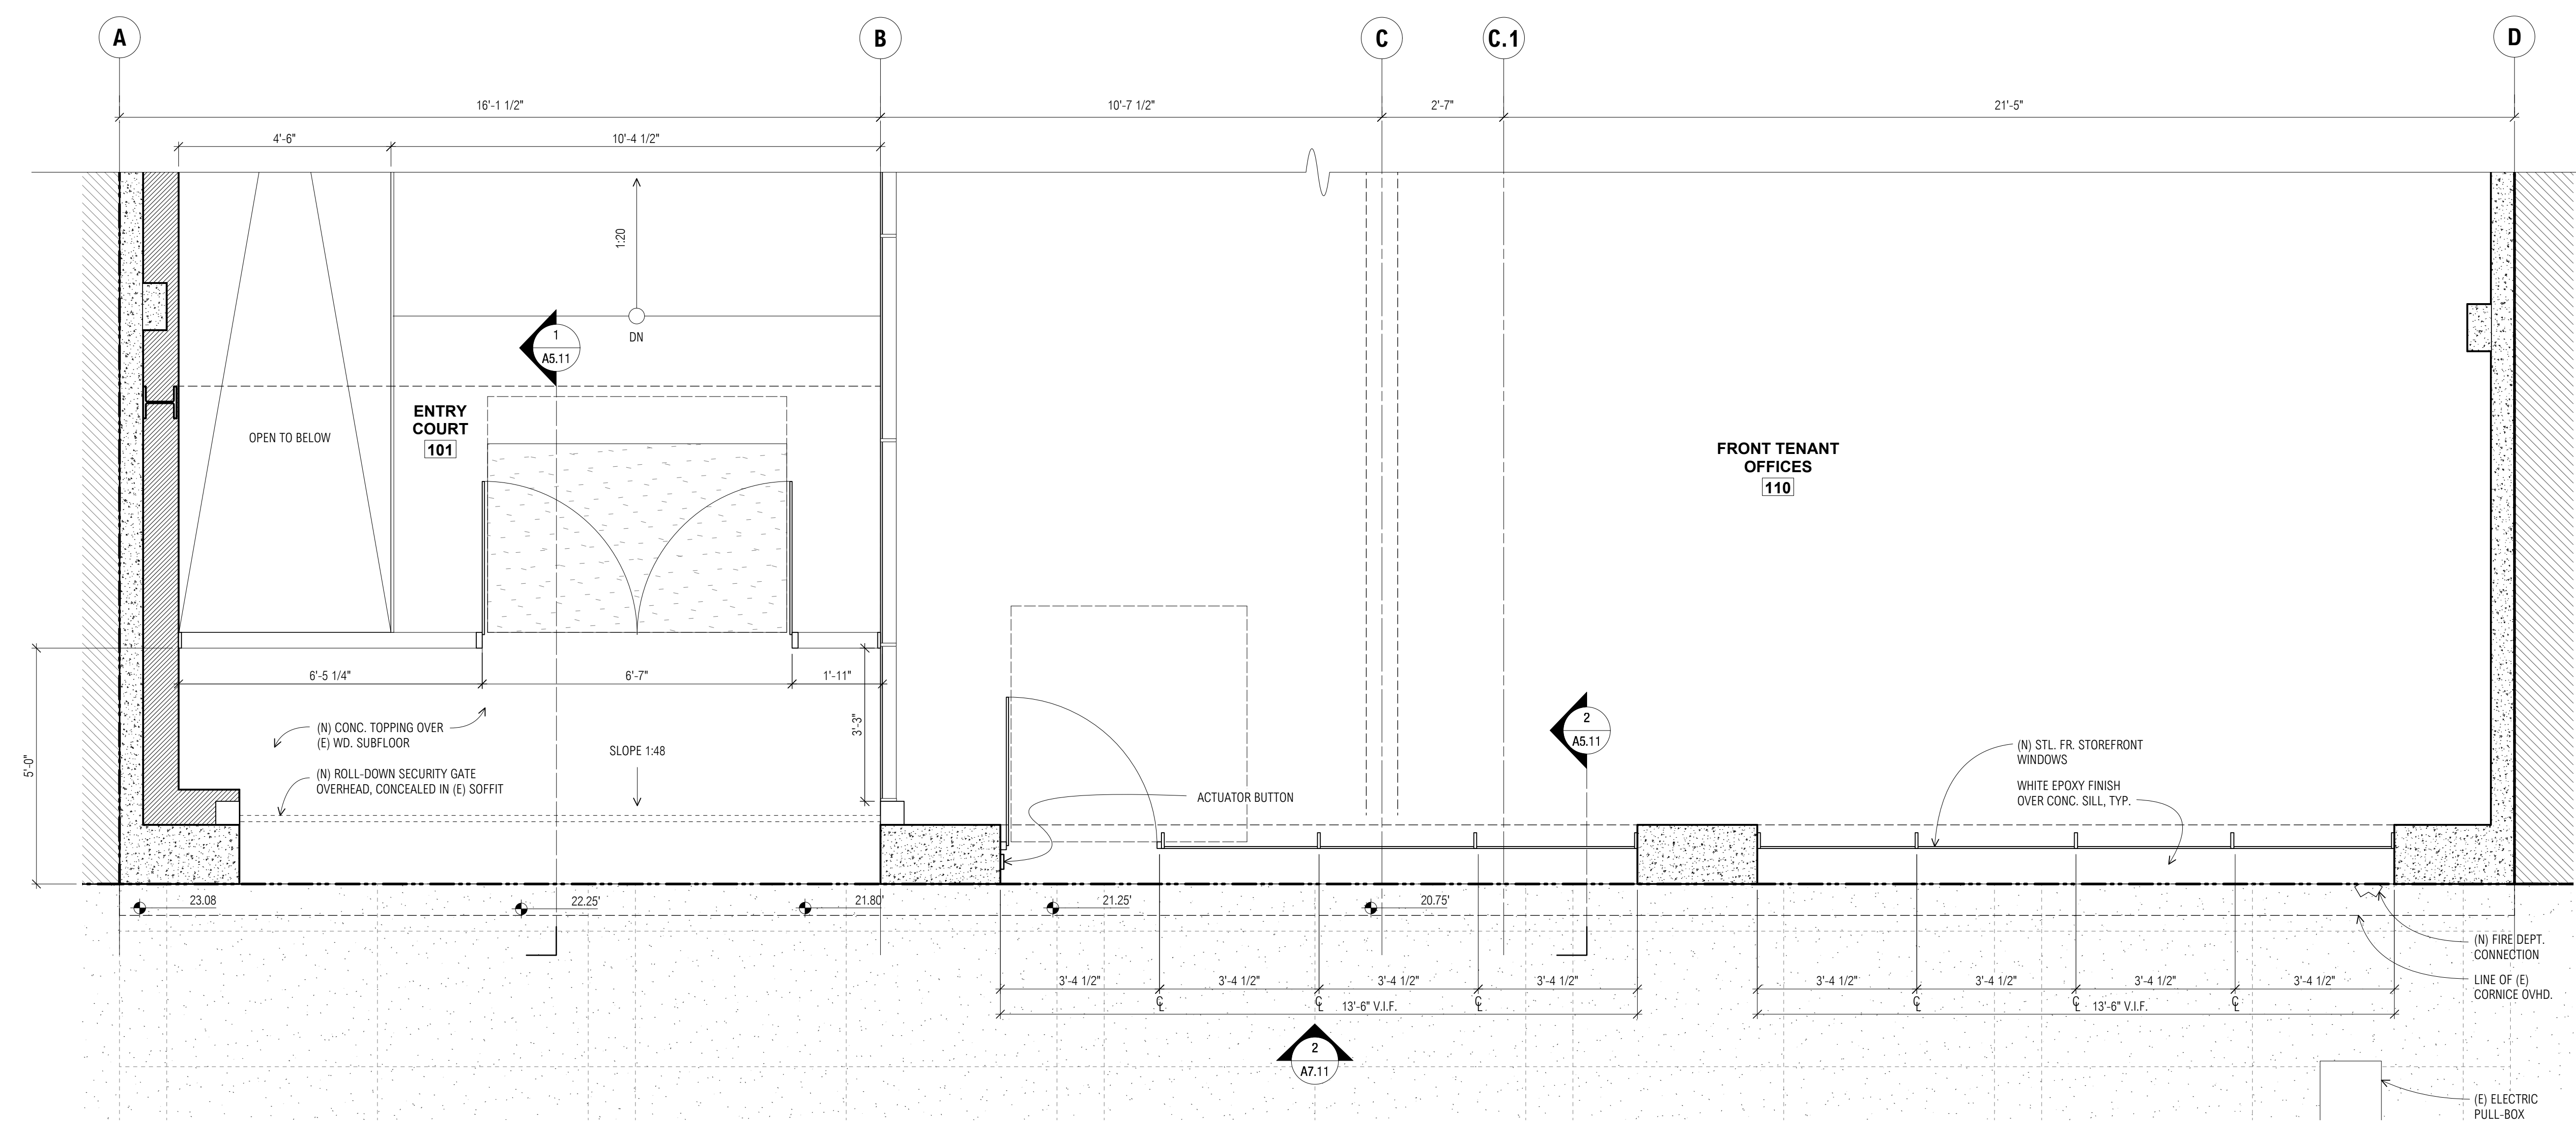 A
B
C
C.1
D
16'-1 1/2"
10'-7 1/2"
2'-7"
21'-5"
4'-6"
10'-4 1/2"
1:20
DN
1
A5.11
ENTRY
COURT
101
OPEN TO BELOW
FRONT TENANT
OFFICES
110
6'-5 1/4"
6'-7"
1'-11"
3'-3"
5'-0"
(N) CONC. TOPPING OVER
(E) WD. SUBFLOOR
SLOPE 1:48
(N) ROLL-DOWN SECURITY GATE
OVERHEAD, CONCEALED IN (E) SOFFIT
ACTUATOR BUTTON
2
A5.11
(N) STL. FR. STOREFRONT
WINDOWS
WHITE EPOXY FINISH
OVER CONC. SILL, TYP.
23.08
22.25'
21.80'
21.25'
20.75'
(N) FIRE DEPT.
CONNECTION
LINE OF (E)
CORNICE OVHD.
3'-4 1/2"
3'-4 1/2"
3'-4 1/2"
3'-4 1/2"
3'-4 1/2"
3'-4 1/2"
3'-4 1/2"
3'-4 1/2"
℄
℄
℄
℄
℄
℄
13'-6" V.I.F.
13'-6" V.I.F.
2
A7.11
(E) ELECTRIC
PULL-BOX